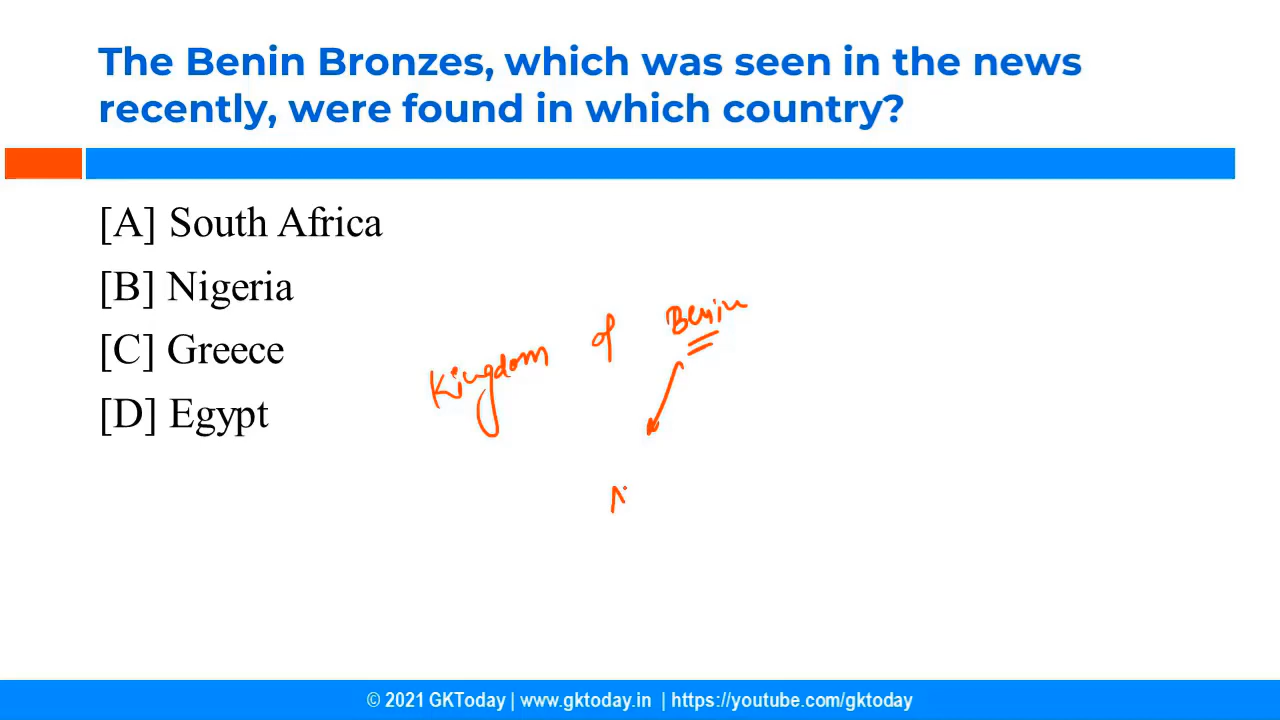 The Benin Bronzes, which was seen in the news
recently, were found in which country?
[A] South Africa
[B] Nigeria
[C] Greece
[D] Egypt
Kingdom of Benin
© 2021 GKToday | www.gktoday.in | https://youtube.com/gktoday